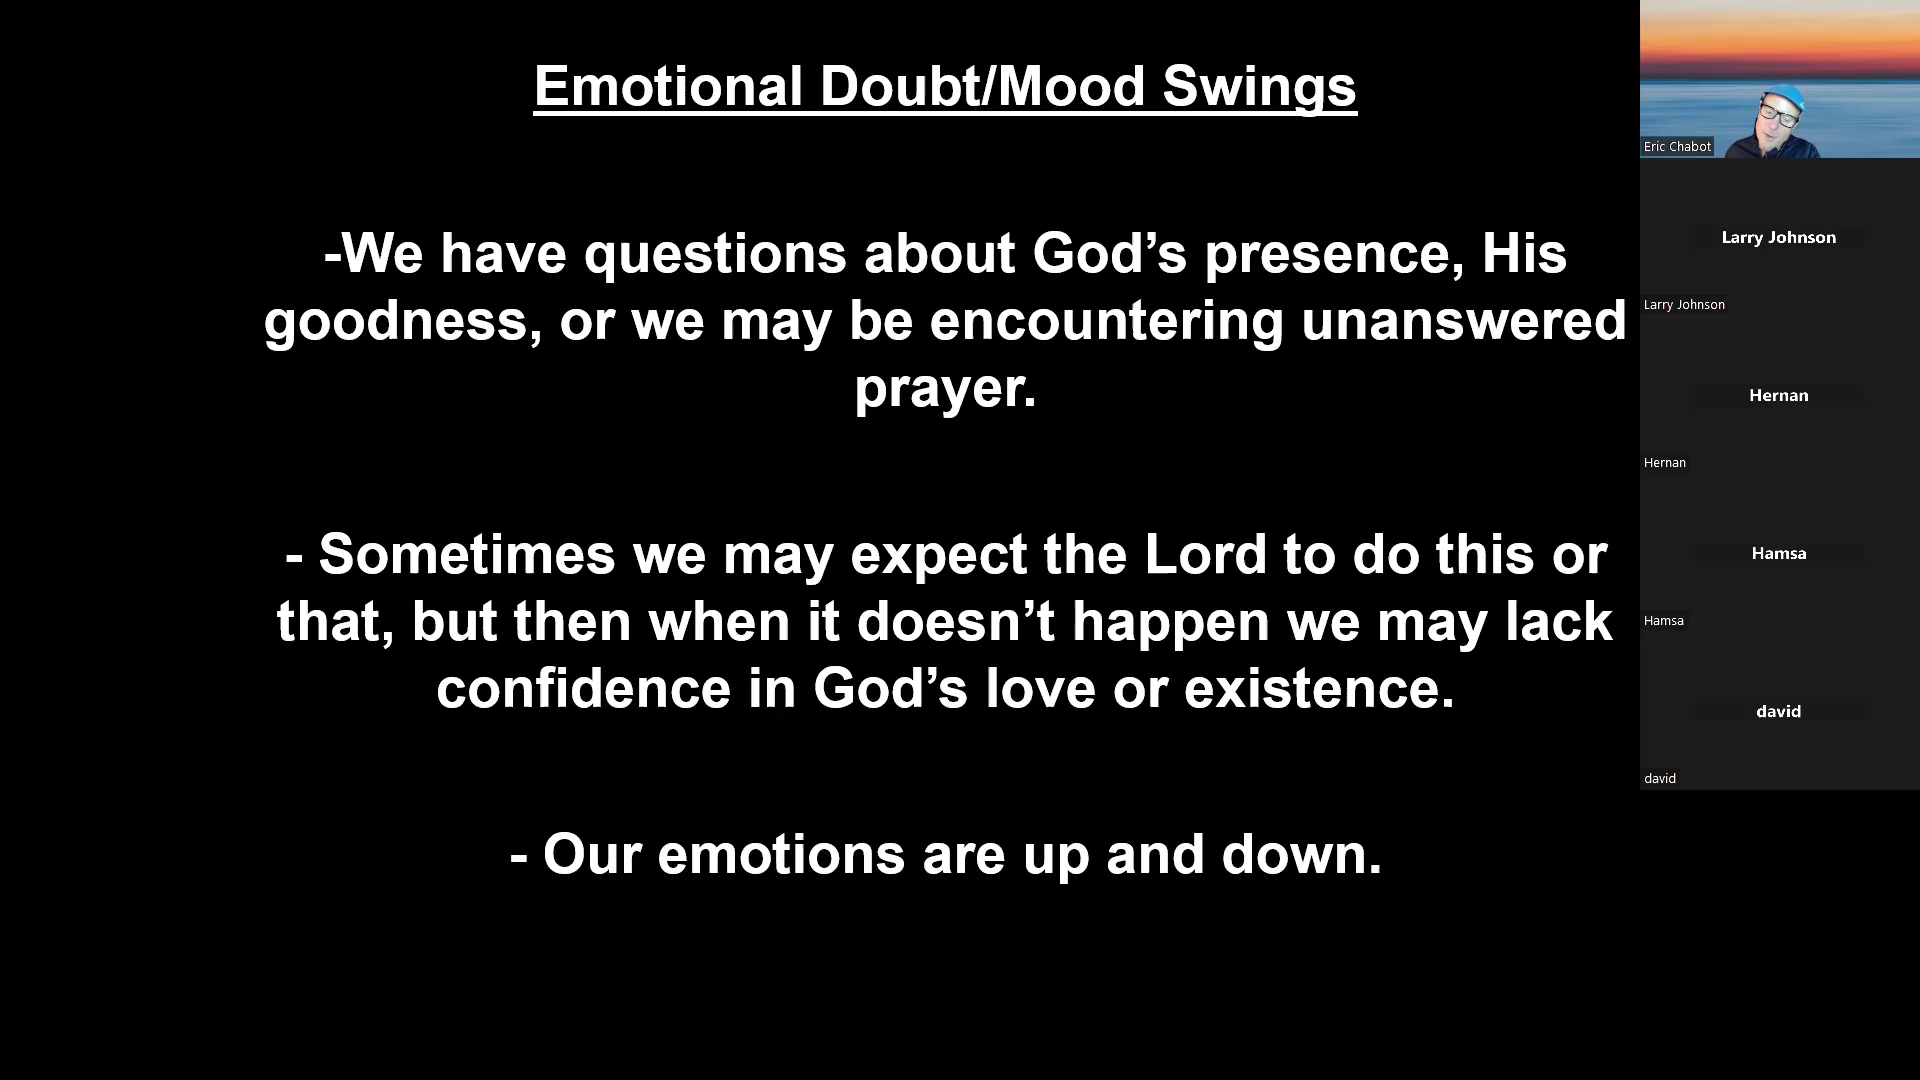 Emotional Doubt/Mood Swings
-We have questions about God’s presence, His
goodness, or we may be encountering unanswered
prayer.
- Sometimes we may expect the Lord to do this or
that, but then when it doesn’t happen we may lack
confidence in God’s love or existence.
- Our emotions are up and down.
Eric Chabot
Larry Johnson
Larry Johnson
Hernan
Hernan
Hamsa
Hamsa
david
david